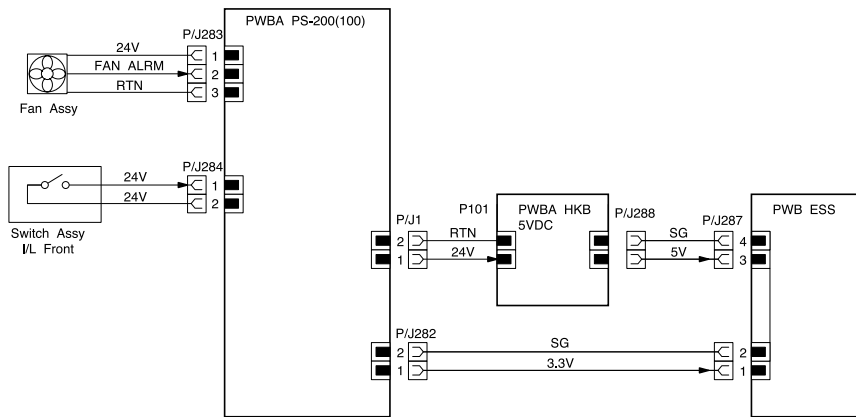 PWBA PS-200(100)
P/J283
24V
1
FAN ALRM
2
RTN
3
Fan Assy
P/J284
24V
1
24V
2
Switch Assy
I/L Front
P/J1
P101
PWBA HKB
5VDC
P/J288
P/J287
PWB ESS
2
RTN
SG
4
1
24V
5V
3
P/J282
2
SG
2
1
3.3V
1